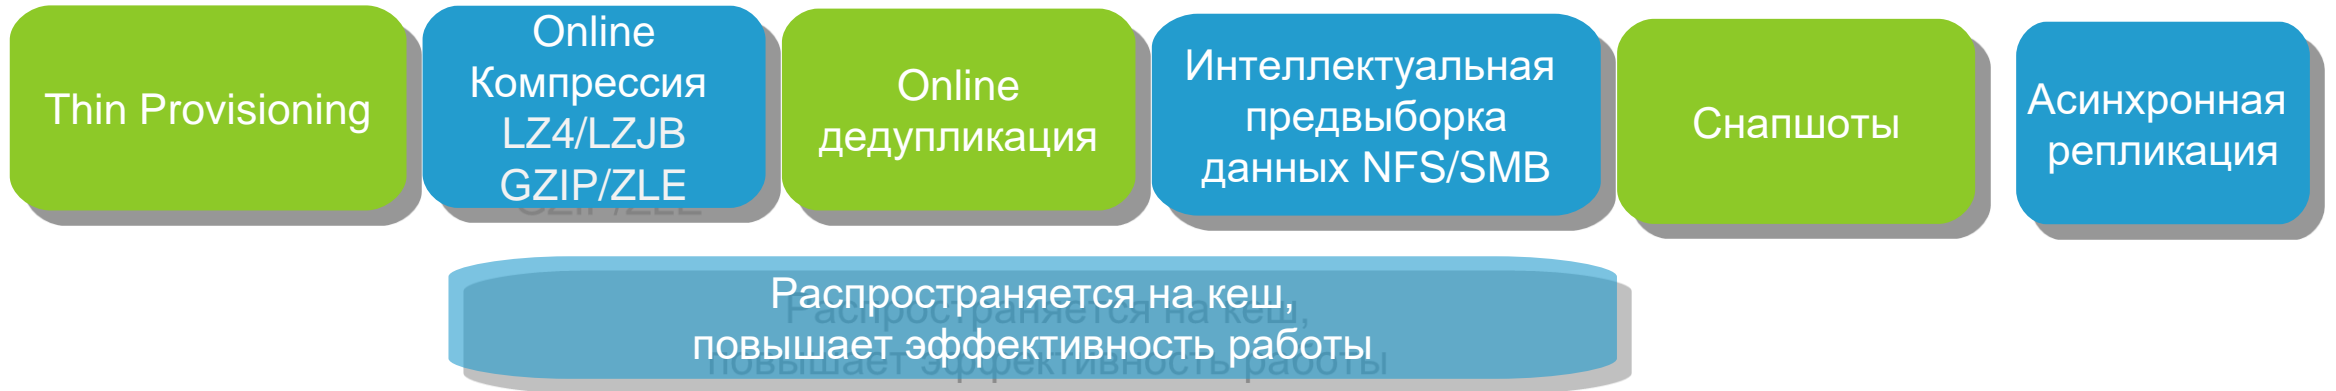 Thin Provisioning
Online
Компрессия
LZ4/LZJB
GZIP/ZLE
Online
дедупликация
Интеллектуальная
предвыборка
данных NFS/SMB
Снапшоты
Асинхронная
репликация
Распространяется на кеш,
повышает эффективность работы